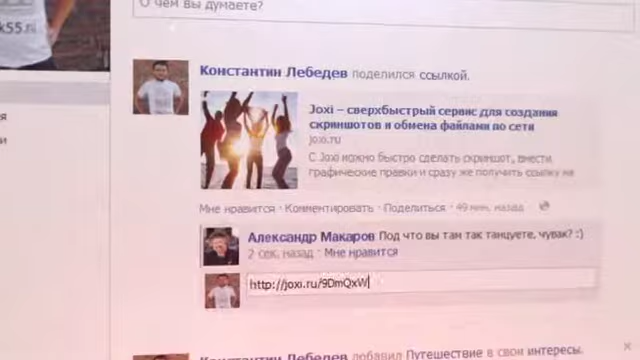 О чем вы думаете?
k55.ru
Константин Лебедев поделился ссылкой.
Joxi – сверхбыстрый сервис для создания
скриншотов и обмена файлами по сети
joxi.ru
С Joxi можно быстро сделать скриншот, внести
графические правки и сразу же получить ссылку на
Мне нравится · Комментировать · Поделиться · 49 мин. назад
Александр Макаров Под что вы там так танцуете, чувак? :)
2 сек. назад · Мне нравится
http://joxi.ru/9DmQxW
Константин Лебедев добавил Путешествие в свои интересы.